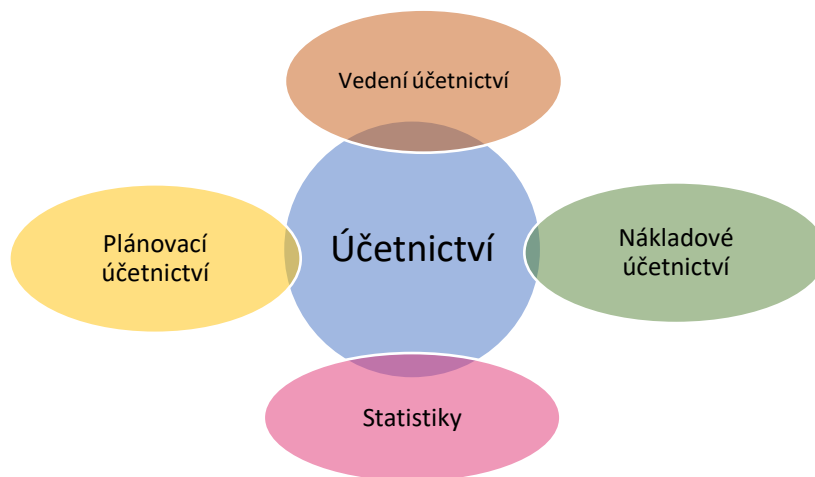 Vedení účetnictví
Plánovací
účetnictví
Účetnictví
Nákladové
účetnictví
Statistiky